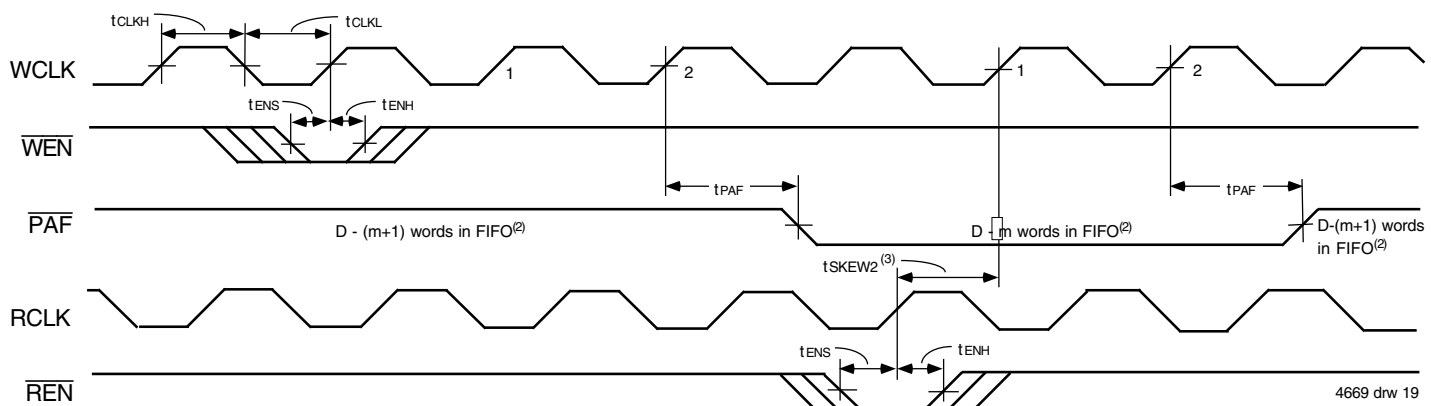 tCLKH tCLKL
WCLK 1 2 1 2
tENS tENH
WEN
tPAF tPAF
PAF D - (m+1) words in FIFO(2) D - m words in FIFO(2) D-(m+1) words
in FIFO(2)
tSKEW2(3)
RCLK
tENS tENH
REN
4669 drw 19